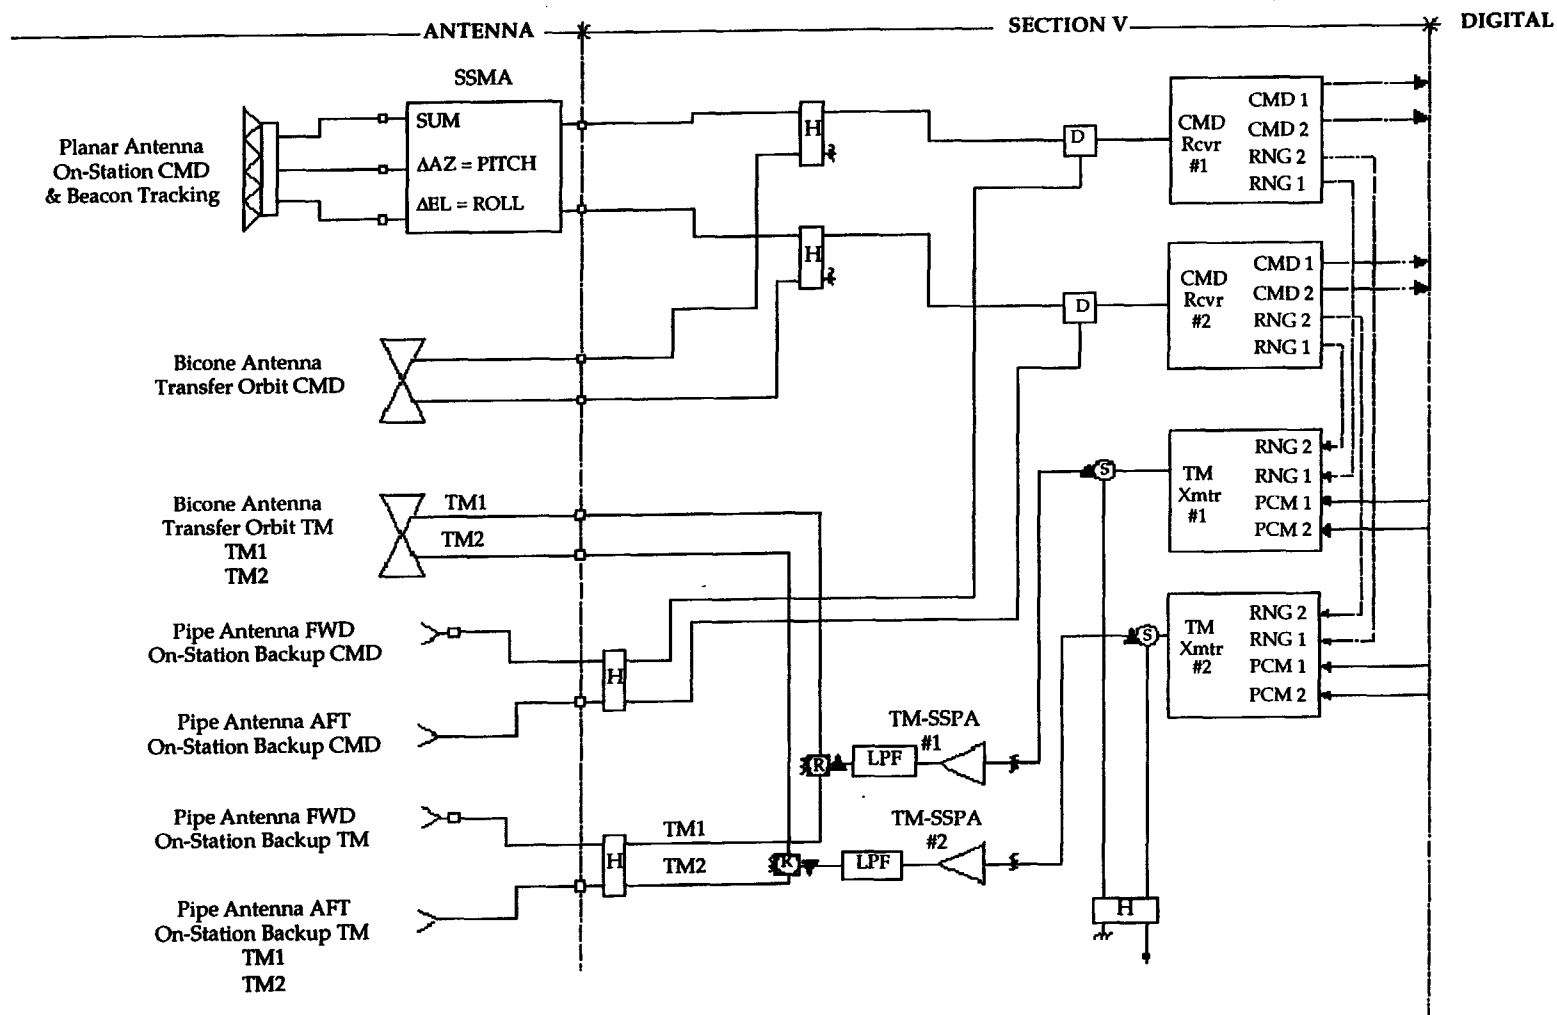 ANTENNA
SECTION V
DIGITAL
SSMA
Planar Antenna
On-Station CMD
& Beacon Tracking
SUM
ΔAZ = PITCH
ΔEL = ROLL
H
H
D
CMD
Rcvr
#1
CMD 1
CMD 2
RNG 2
RNG 1
D
CMD
Rcvr
#2
CMD 1
CMD 2
RNG 2
RNG 1
Bicone Antenna
Transfer Orbit CMD
Bicone Antenna
Transfer Orbit TM
TM1
TM2
TM1
TM2
S
TM
Xmtr
#1
RNG 2
RNG 1
PCM 1
PCM 2
S
TM
Xmtr
#2
RNG 2
RNG 1
PCM 1
PCM 2
Pipe Antenna FWD
On-Station Backup CMD
H
Pipe Antenna AFT
On-Station Backup CMD
TM-SSPA
#1
LPF
R
Pipe Antenna FWD
On-Station Backup TM
H
TM1
TM2
TM-SSPA
#2
LPF
R
H
Pipe Antenna AFT
On-Station Backup TM
TM1
TM2